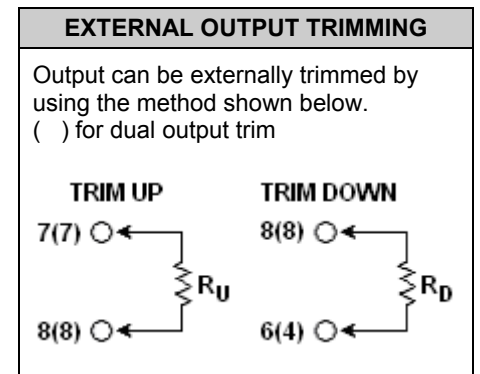 EXTERNAL OUTPUT TRIMMING
Output can be externally trimmed by
using the method shown below.
( ) for dual output trim
TRIM UP TRIM DOWN
7(7) 8(8)
RU RD
8(8) 6(4)